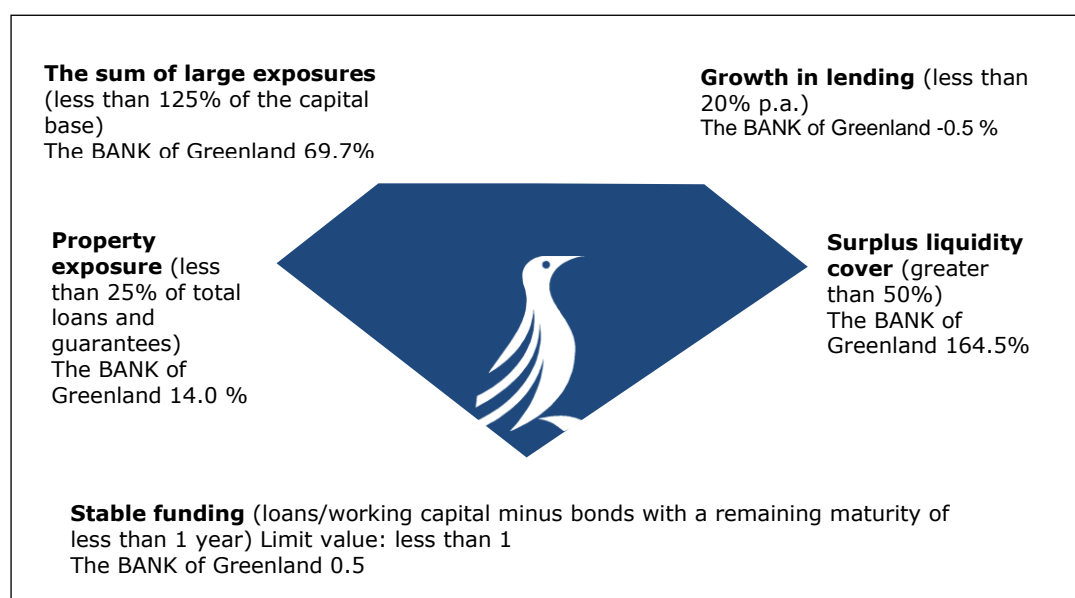 The sum of large exposures
(less than 125% of the capital
base)
The BANK of Greenland 69.7%
Growth in lending (less than
20% p.a.)
The BANK of Greenland -0.5 %
Property
exposure (less
than 25% of total
loans and
guarantees)
The BANK of
Greenland 14.0 %
Surplus liquidity
cover (greater
than 50%)
The BANK of
Greenland 164.5%
Stable funding (loans/working capital minus bonds with a remaining maturity of
less than 1 year) Limit value: less than 1
The BANK of Greenland 0.5